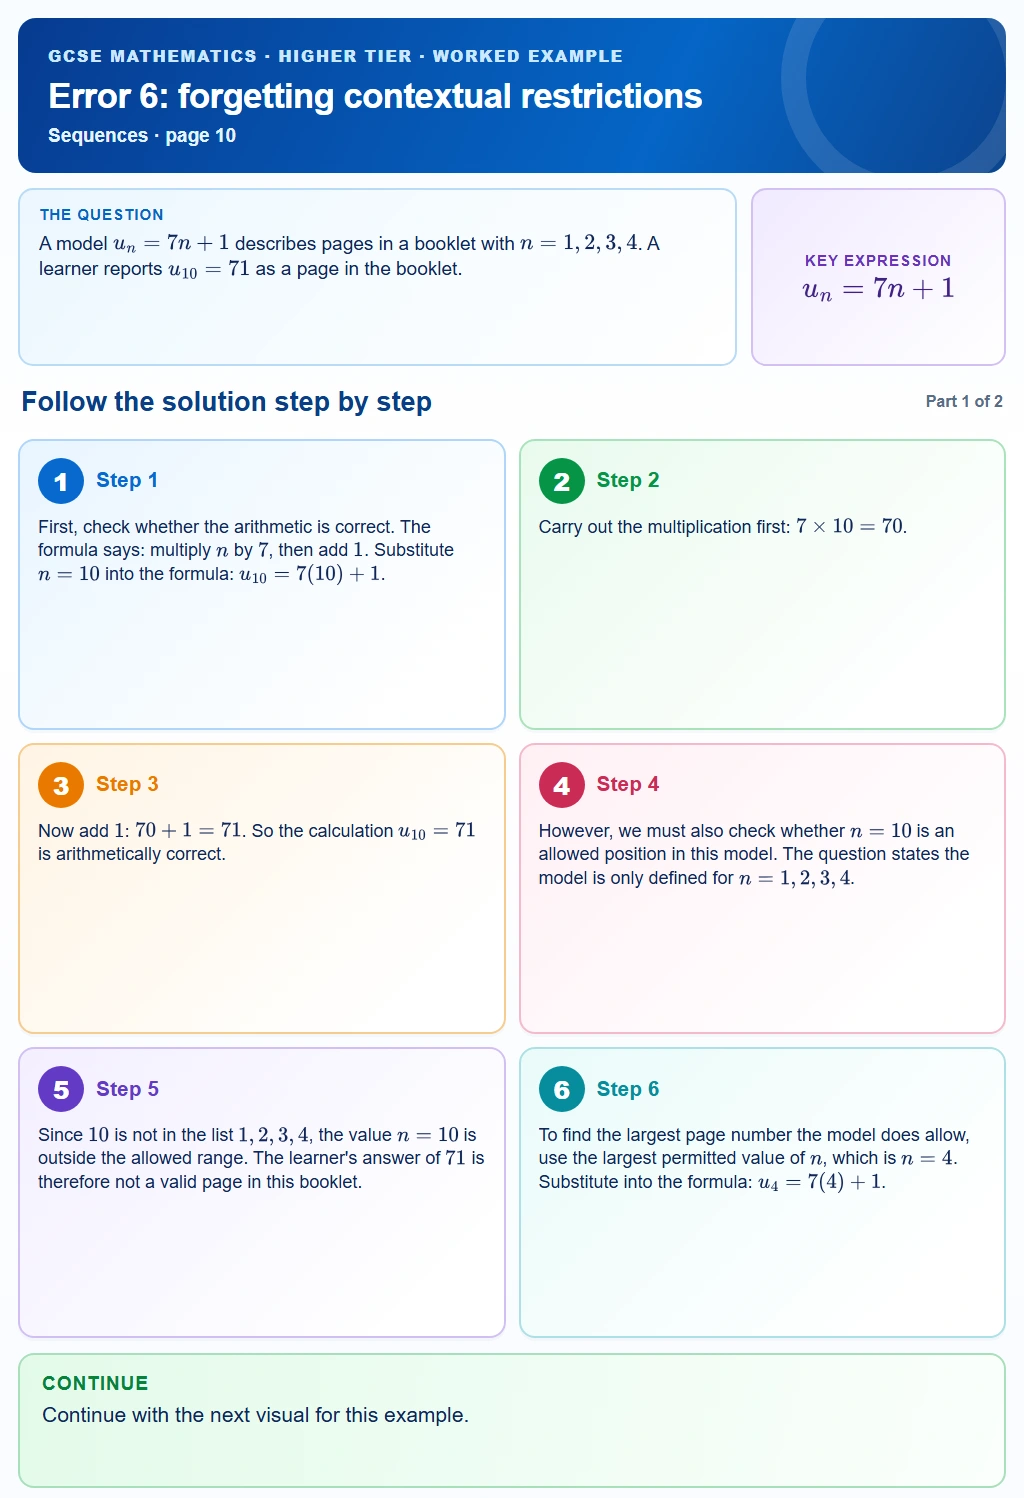 GCSE MATHEMATICS · HIGHER TIER · WORKED EXAMPLE
Error 6: forgetting contextual restrictions
Sequences · page 10
THE QUESTION
A model $u_n = 7n + 1$ describes pages in a booklet with $n = 1, 2, 3, 4$. A
learner reports $u_{10} = 71$ as a page in the booklet.
KEY EXPRESSION
$u_n = 7n + 1$
Follow the solution step by step
Part 1 of 2
1 Step 1
First, check whether the arithmetic is correct. The
formula says: multiply $n$ by $7$, then add $1$. Substitute
$n = 10$ into the formula: $u_{10} = 7(10) + 1$.
2 Step 2
Carry out the multiplication first: $7 \times 10 = 70$.
3 Step 3
Now add $1$: $70 + 1 = 71$. So the calculation $u_{10} = 71$
is arithmetically correct.
4 Step 4
However, we must also check whether $n = 10$ is an
allowed position in this model. The question states the
model is only defined for $n = 1, 2, 3, 4$.
5 Step 5
Since $10$ is not in the list $1, 2, 3, 4$, the value $n = 10$ is
outside the allowed range. The learner's answer of $71$ is
therefore not a valid page in this booklet.
6 Step 6
To find the largest page number the model does allow,
use the largest permitted value of $n$, which is $n = 4$.
Substitute into the formula: $u_4 = 7(4) + 1$.
CONTINUE
Continue with the next visual for this example.